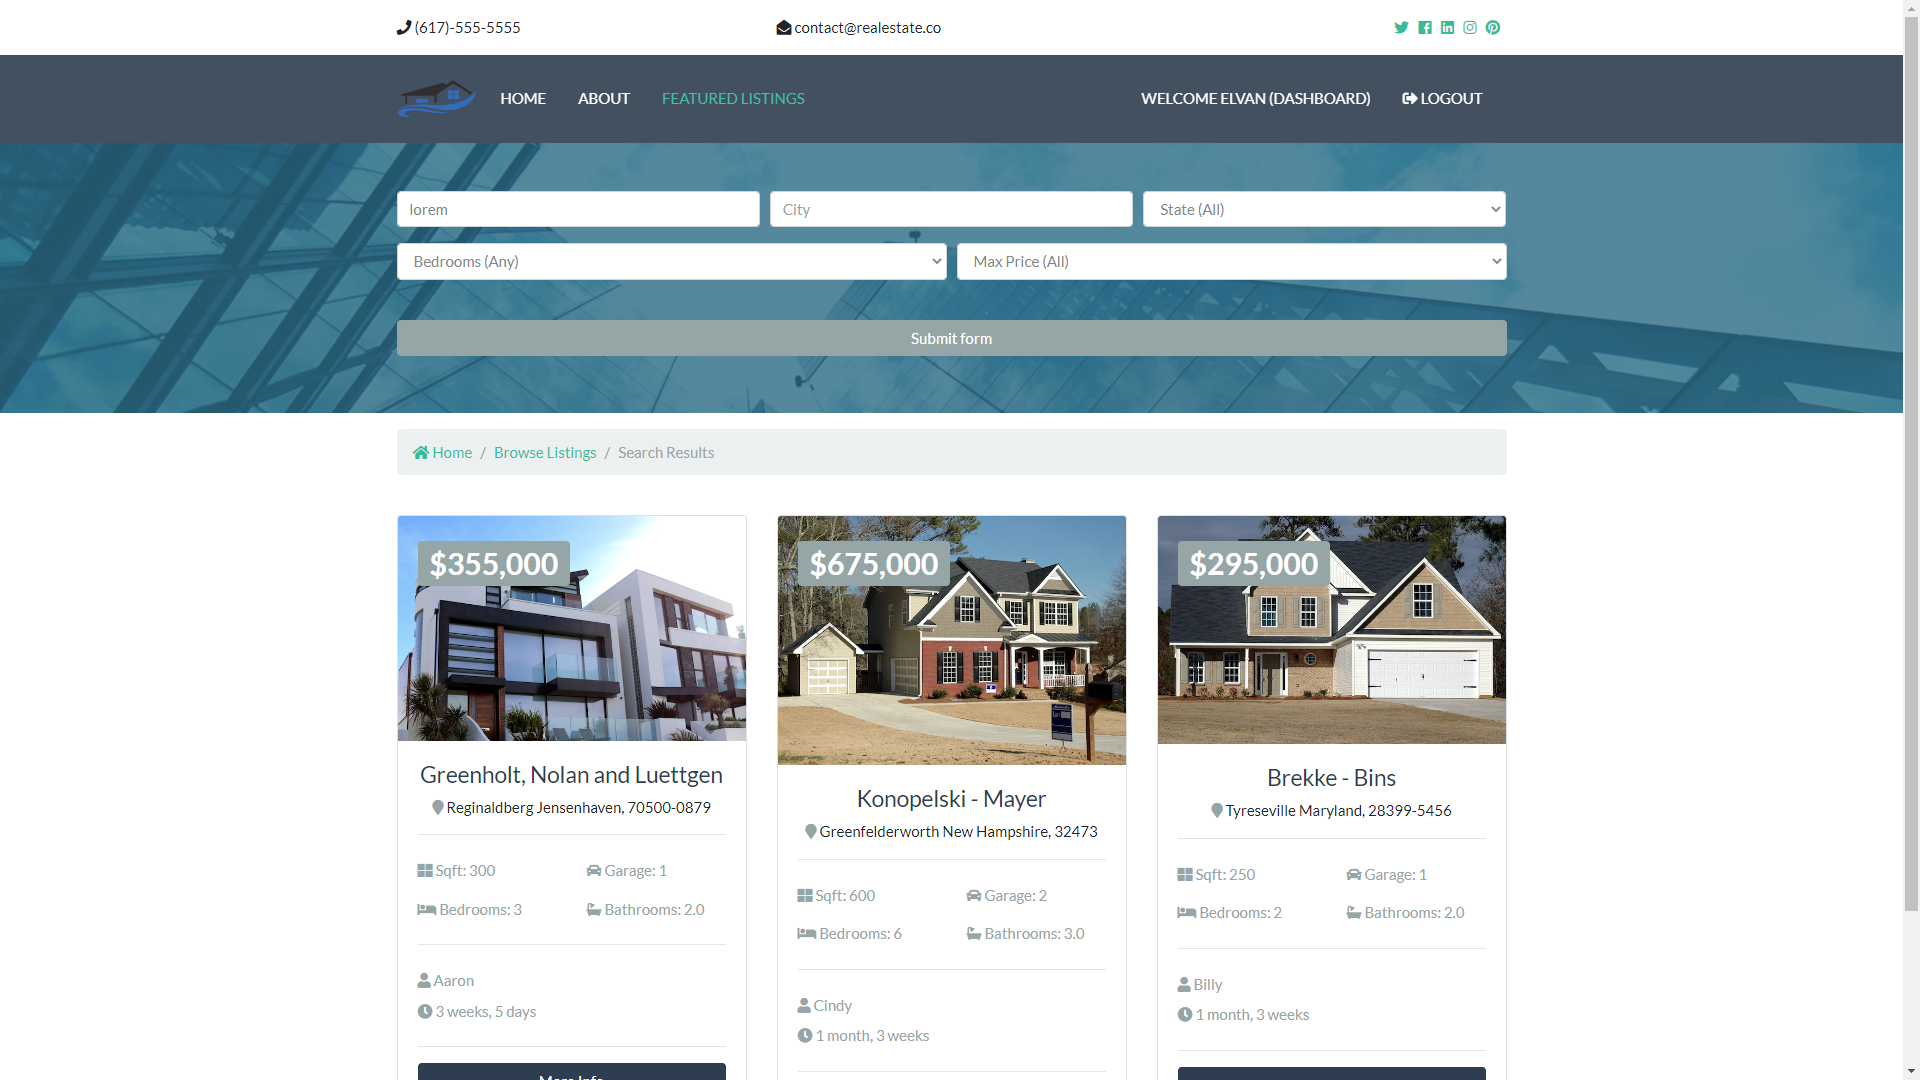 (617)-555-5555
contact@realestate.co
HOME
ABOUT
FEATURED LISTINGS
WELCOME ELVAN (DASHBOARD)
LOGOUT
lorem
City
State (All)
Bedrooms (Any)
Max Price (All)
Submit form
Home / Browse Listings / Search Results
$355,000
Greenholt, Nolan and Luettgen
Reginaldberg Jensenhaven, 70500-0879
Sqft: 300
Garage: 1
Bedrooms: 3
Bathrooms: 2.0
Aaron
3 weeks, 5 days
More Info
$675,000
Konopelski - Mayer
Greenfelderworth New Hampshire, 32473
Sqft: 600
Garage: 2
Bedrooms: 6
Bathrooms: 3.0
Cindy
1 month, 3 weeks
$295,000
Brekke - Bins
Tyreseville Maryland, 28399-5456
Sqft: 250
Garage: 1
Bedrooms: 2
Bathrooms: 2.0
Billy
1 month, 3 weeks